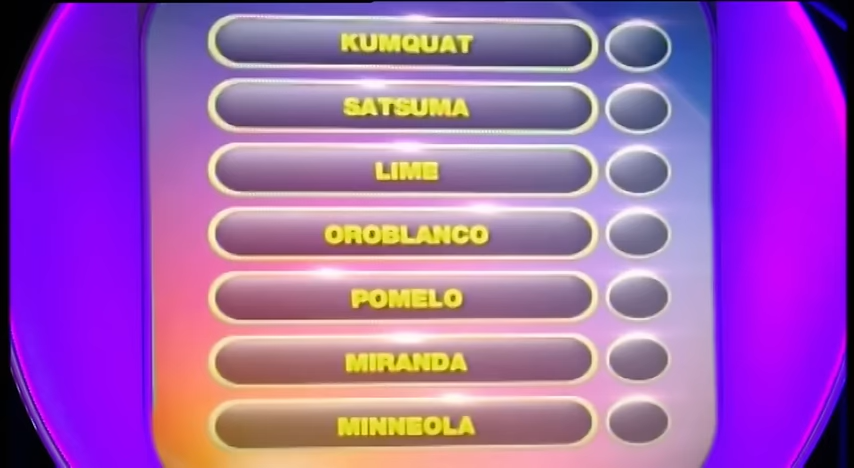 KUMQUAT
SATSUMA
LIME
OROBLANCO
POMELO
MIRANDA
MINNEOLA